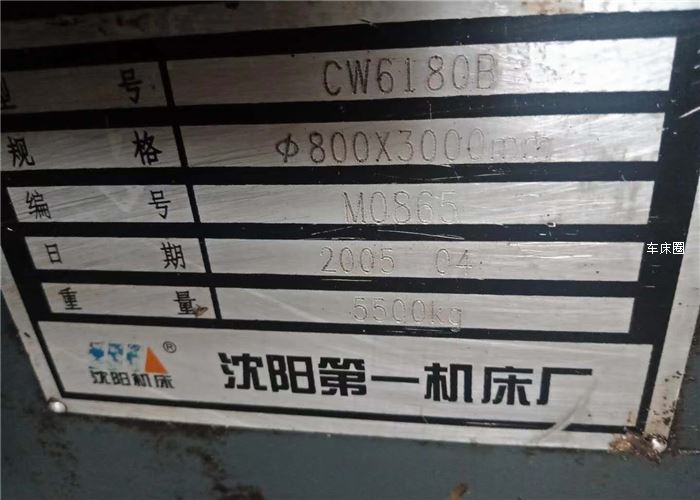 型 号 CW6180B
规 格 Φ800X3000mm
编 号 M0865
日 期 2005 04
重 量 5500kg
沈阳机床 ® 沈阳第一机床厂
车床圈